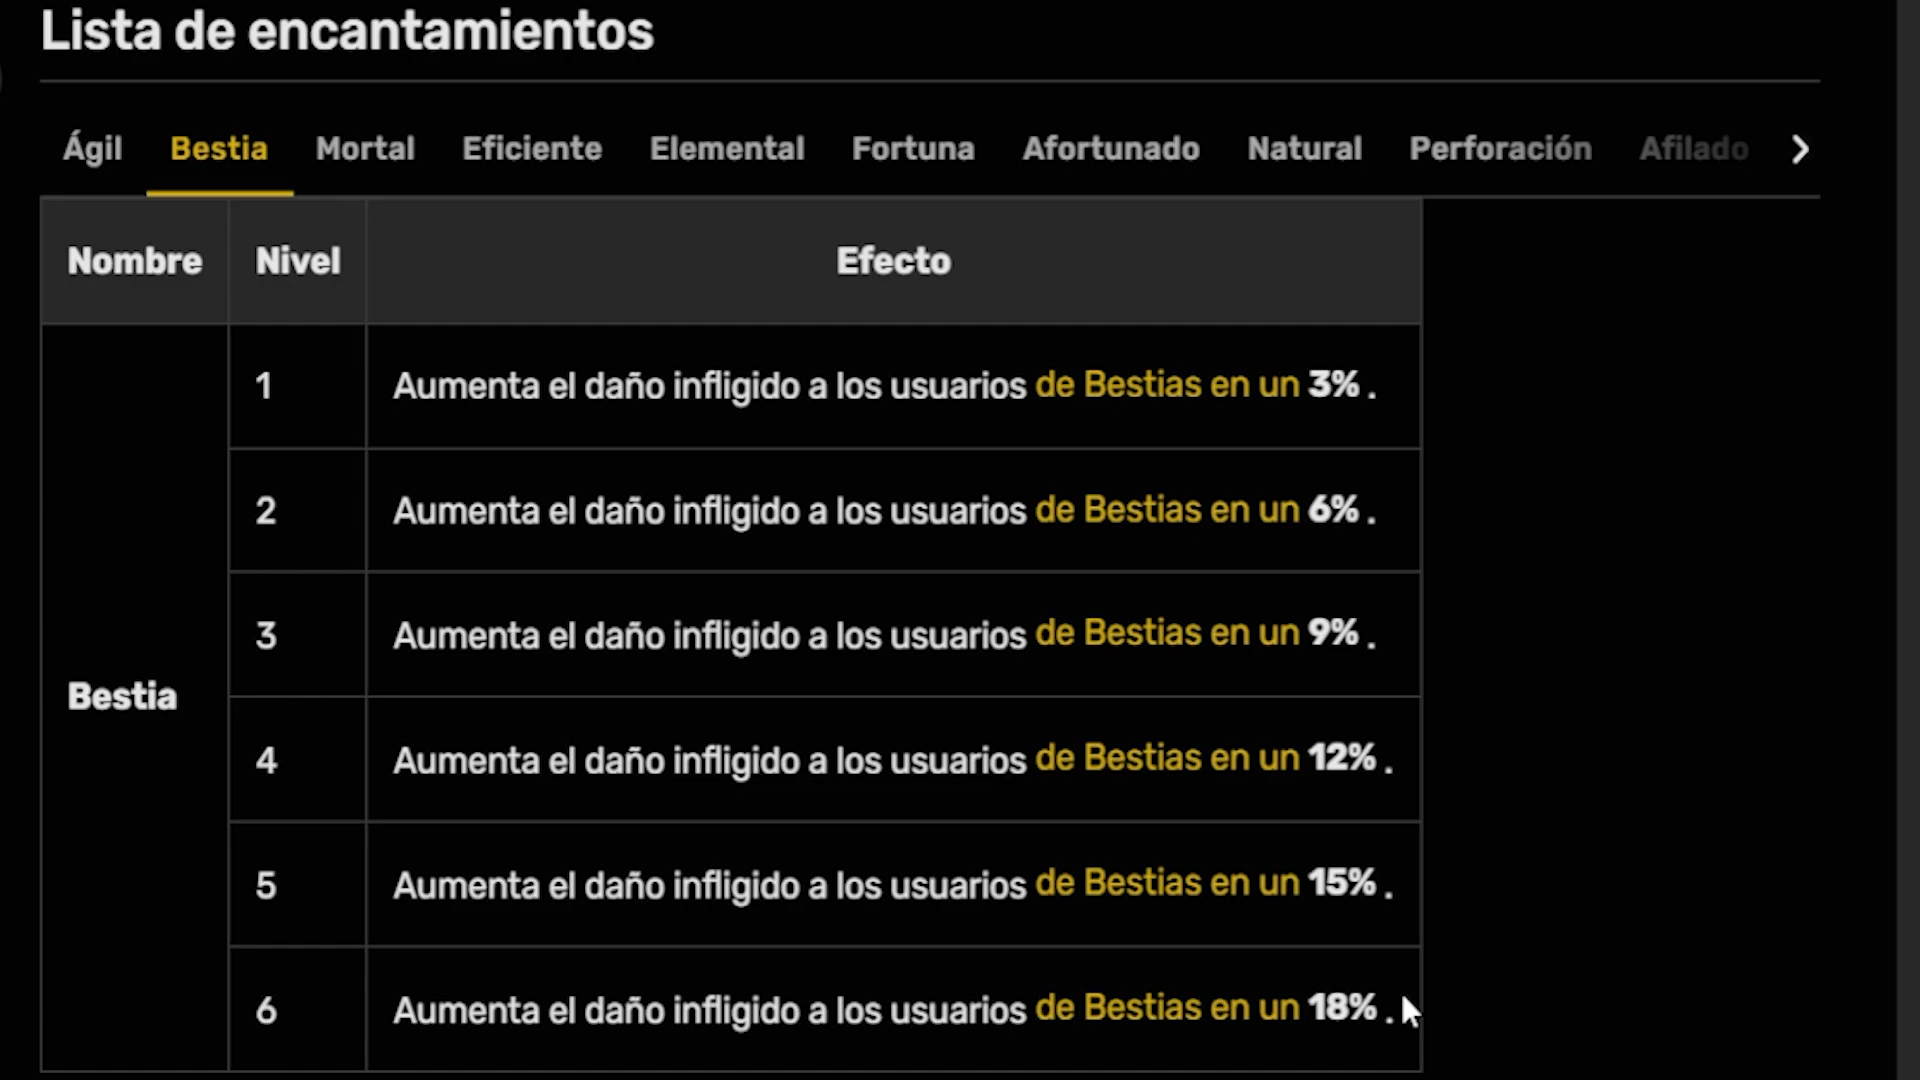 Lista de encantamientos
Ágil Bestia Mortal Eficiente Elemental Fortuna Afortunado Natural Perforación Afilado
Nombre Nivel Efecto
Bestia
1 Aumenta el daño infligido a los usuarios de Bestias en un 3% .
2 Aumenta el daño infligido a los usuarios de Bestias en un 6% .
3 Aumenta el daño infligido a los usuarios de Bestias en un 9% .
4 Aumenta el daño infligido a los usuarios de Bestias en un 12% .
5 Aumenta el daño infligido a los usuarios de Bestias en un 15% .
6 Aumenta el daño infligido a los usuarios de Bestias en un 18% .